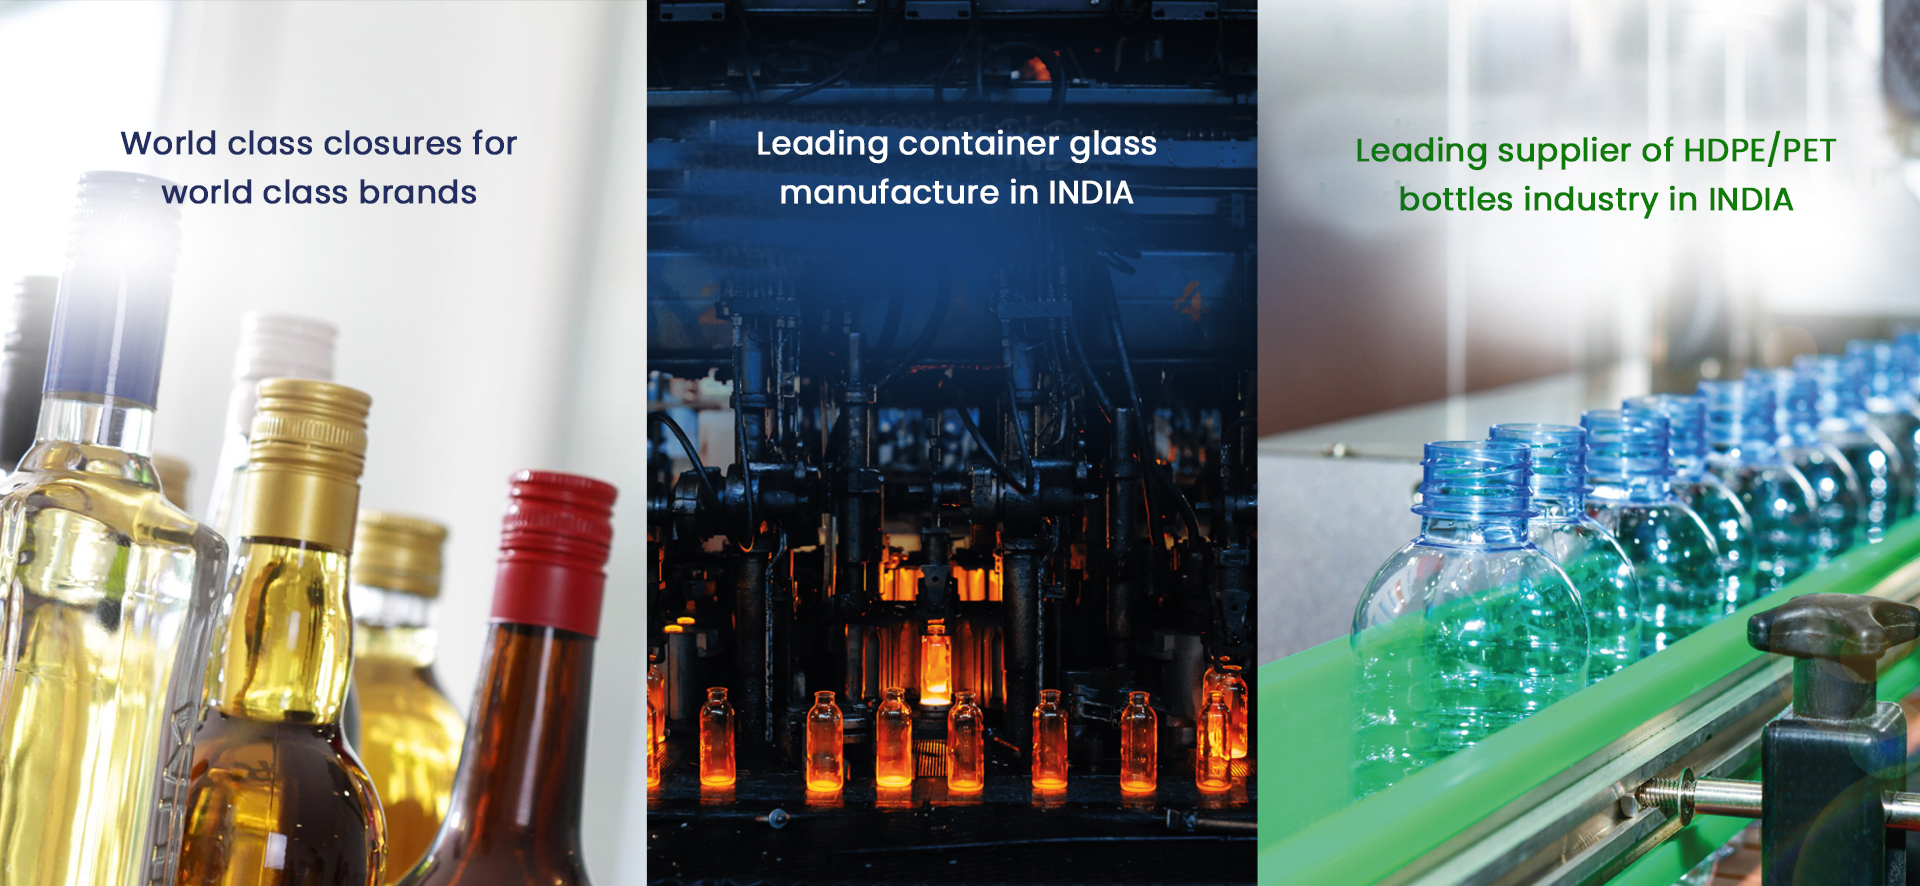 World class closures for
world class brands
Leading container glass
manufacture in INDIA
Leading supplier of HDPE/PET
bottles industry in INDIA